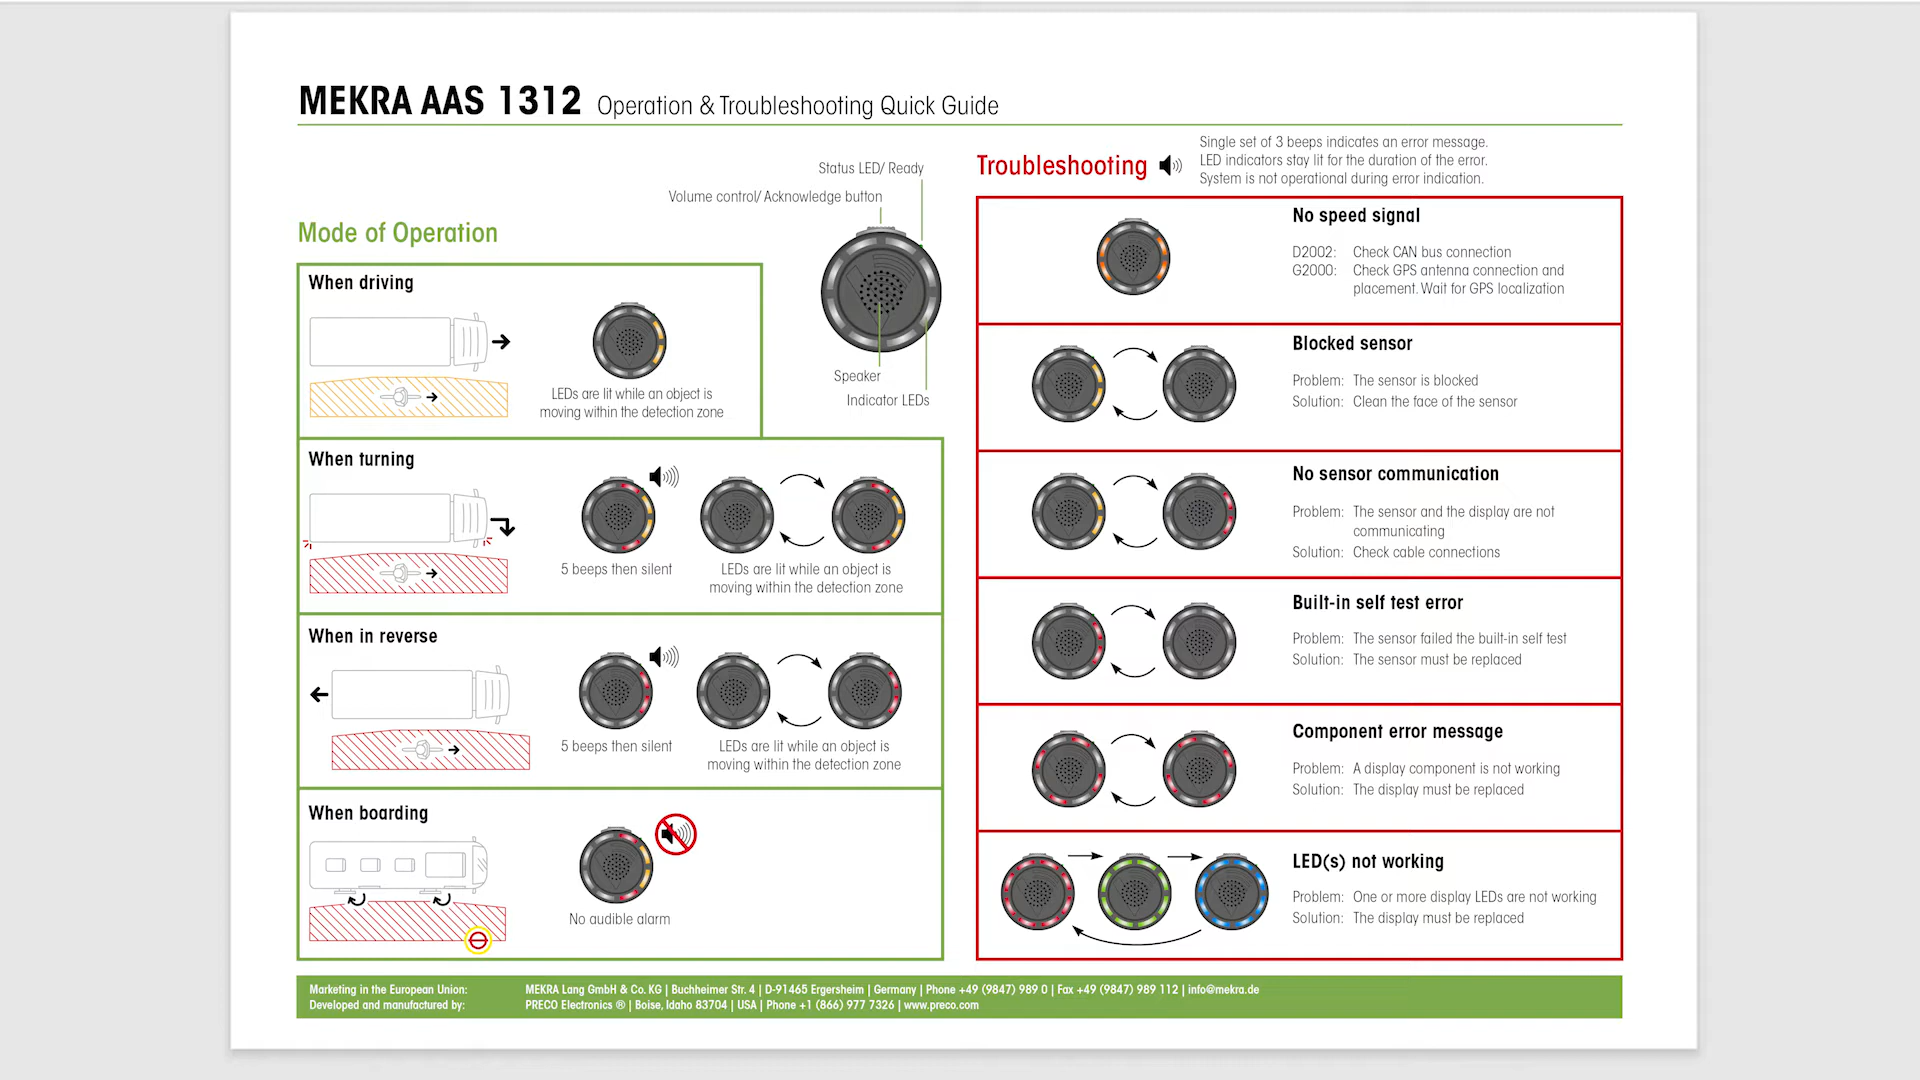 MEKRA AAS 1312 Operation & Troubleshooting Quick Guide
Status LED/ Ready
Volume control/ Acknowledge button
Speaker
Indicator LEDs
Mode of Operation
When driving
LEDs are lit while an object is
moving within the detection zone
When turning
5 beeps then silent
LEDs are lit while an object is
moving within the detection zone
When in reverse
5 beeps then silent
LEDs are lit while an object is
moving within the detection zone
When boarding
No audible alarm
Troubleshooting
Single set of 3 beeps indicates an error message.
LED indicators stay lit for the duration of the error.
System is not operational during error indication.
No speed signal
D2002: Check CAN bus connection
G2000: Check GPS antenna connection and
placement. Wait for GPS localization
Blocked sensor
Problem: The sensor is blocked
Solution: Clean the face of the sensor
No sensor communication
Problem: The sensor and the display are not
communicating
Solution: Check cable connections
Built-in self test error
Problem: The sensor failed the built-in self test
Solution: The sensor must be replaced
Component error message
Problem: A display component is not working
Solution: The display must be replaced
LED(s) not working
Problem: One or more display LEDs are not working
Solution: The display must be replaced
Marketing in the European Union: MEKRA Lang GmbH & Co. KG | Buchheimer Str. 4 | D-91465 Ergersheim | Germany | Phone +49 (9847) 989 0 | Fax +49 (9847) 989 112 | info@mekra.de
Developed and manufactured by: PRECO Electronics ® | Boise, Idaho 83704 | USA | Phone +1 (866) 977 7326 | www.preco.com